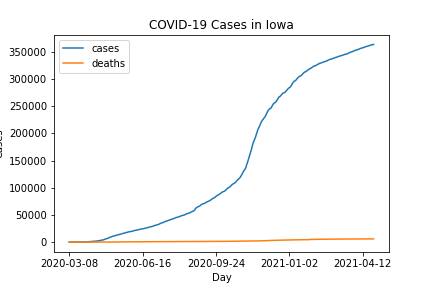 COVID-19 Cases in Iowa
cases
deaths
350000
300000
250000
200000
150000
100000
50000
0
Cases
2020-03-08 2020-06-16 2020-09-24 2021-01-02 2021-04-12
Day